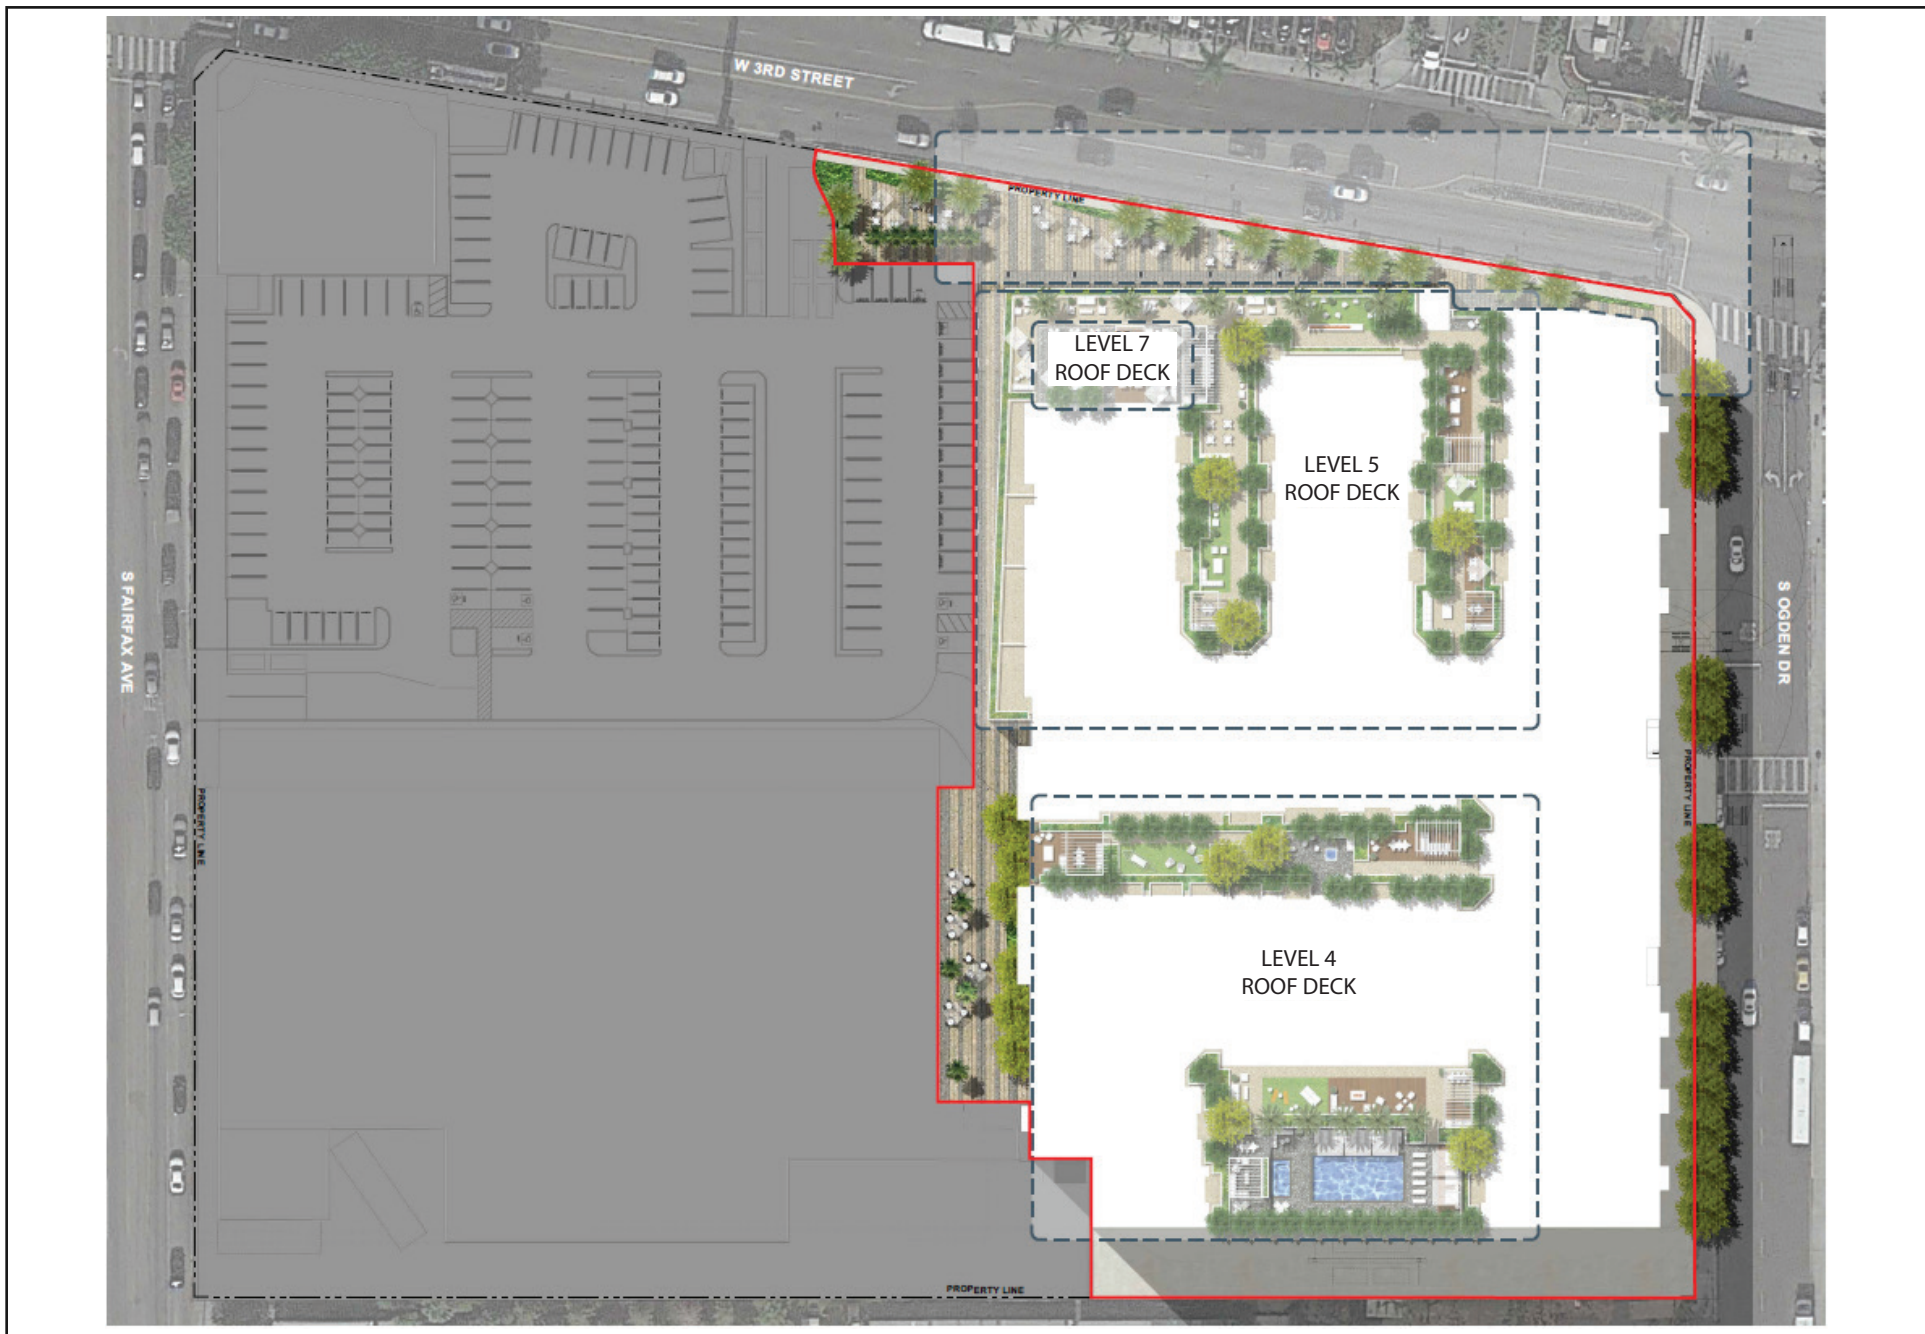 W 3RD STREET
PROPERTY LINE
LEVEL 7
ROOF DECK
LEVEL 5
ROOF DECK
S FAIRFAX AVE
S OGDEN DR
PROPERTY LINE
PROPERTY LINE
LEVEL 4
ROOF DECK
PROPERTY LINE